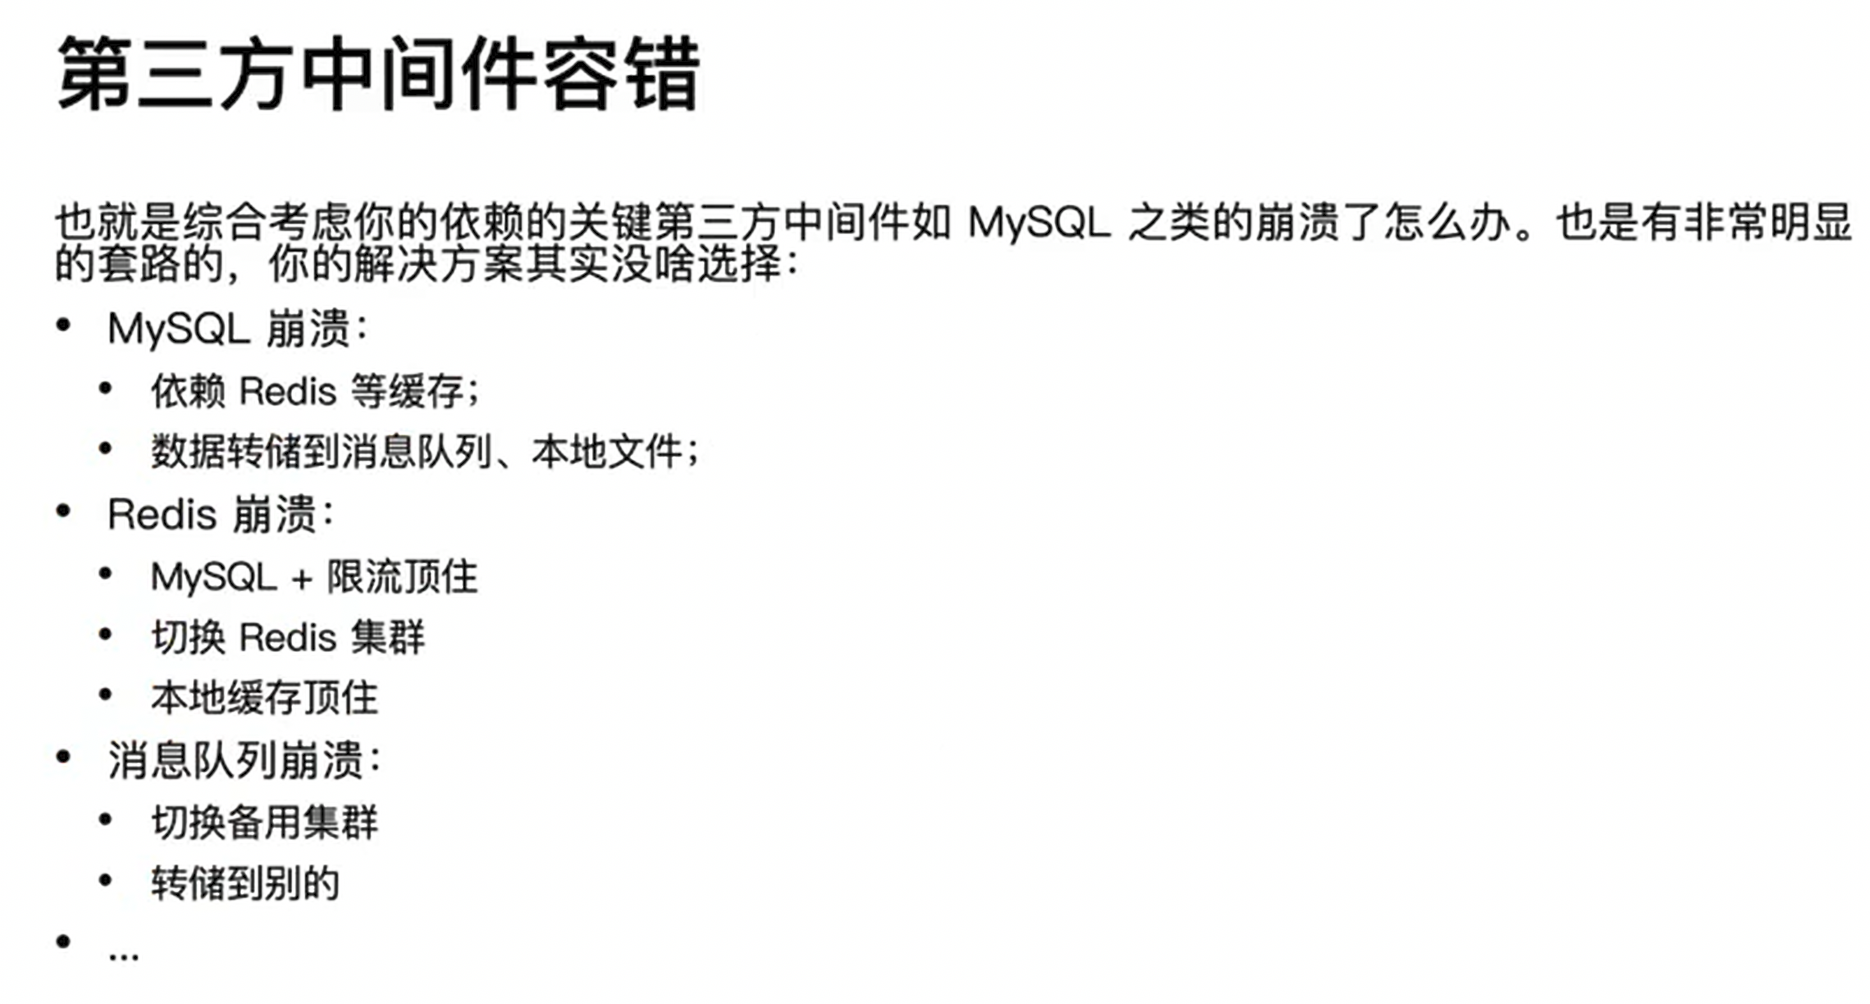 第三方中间件容错
也就是综合考虑你的依赖的关键第三方中间件如 MySQL 之类的崩溃了怎么办。也是有非常明显
的套路的，你的解决方案其实没啥选择：
• MySQL 崩溃：
• 依赖 Redis 等缓存；
• 数据转储到消息队列、本地文件；
• Redis 崩溃：
• MySQL + 限流顶住
• 切换 Redis 集群
• 本地缓存顶住
• 消息队列崩溃：
• 切换备用集群
• 转储到别的
• ...